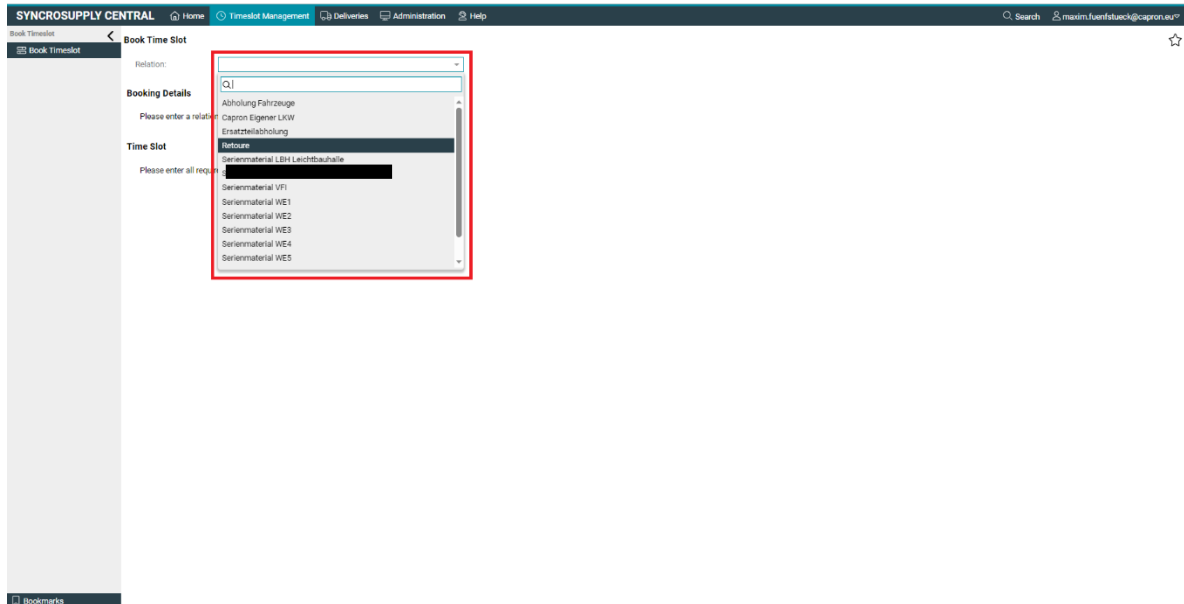 SYNCROSUPPLY CENTRAL Home Timeslot Management Deliveries Administration Help Search maxim.fuenfstueck@capron.eu
Book Timeslot
Book Timeslot
Book Time Slot
Relation:
Booking Details
Please enter a relation
Time Slot
Please enter all requir
Abholung Fahrzeuge
Capron Eigener LKW
Ersatzteilabholung
Retoure
Serienmaterial LBH Leichtbauhalle
S
Serienmaterial VFI
Serienmaterial WE1
Serienmaterial WE2
Serienmaterial WE3
Serienmaterial WE4
Serienmaterial WE5
Bookmarks